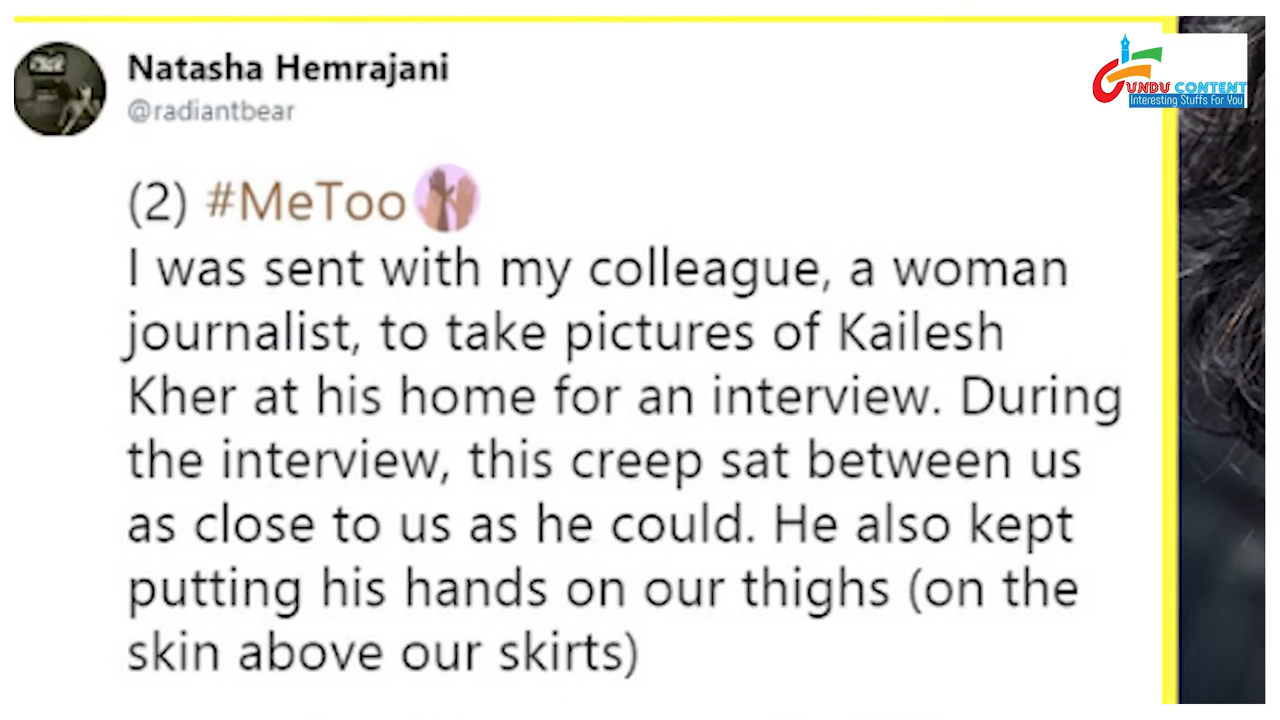 Natasha Hemrajani
@radiantbear
(2) #MeToo
I was sent with my colleague, a woman
journalist, to take pictures of Kailesh
Kher at his home for an interview. During
the interview, this creep sat between us
as close to us as he could. He also kept
putting his hands on our thighs (on the
skin above our skirts)
GUNDU CONTENT
Interesting Stuffs For You